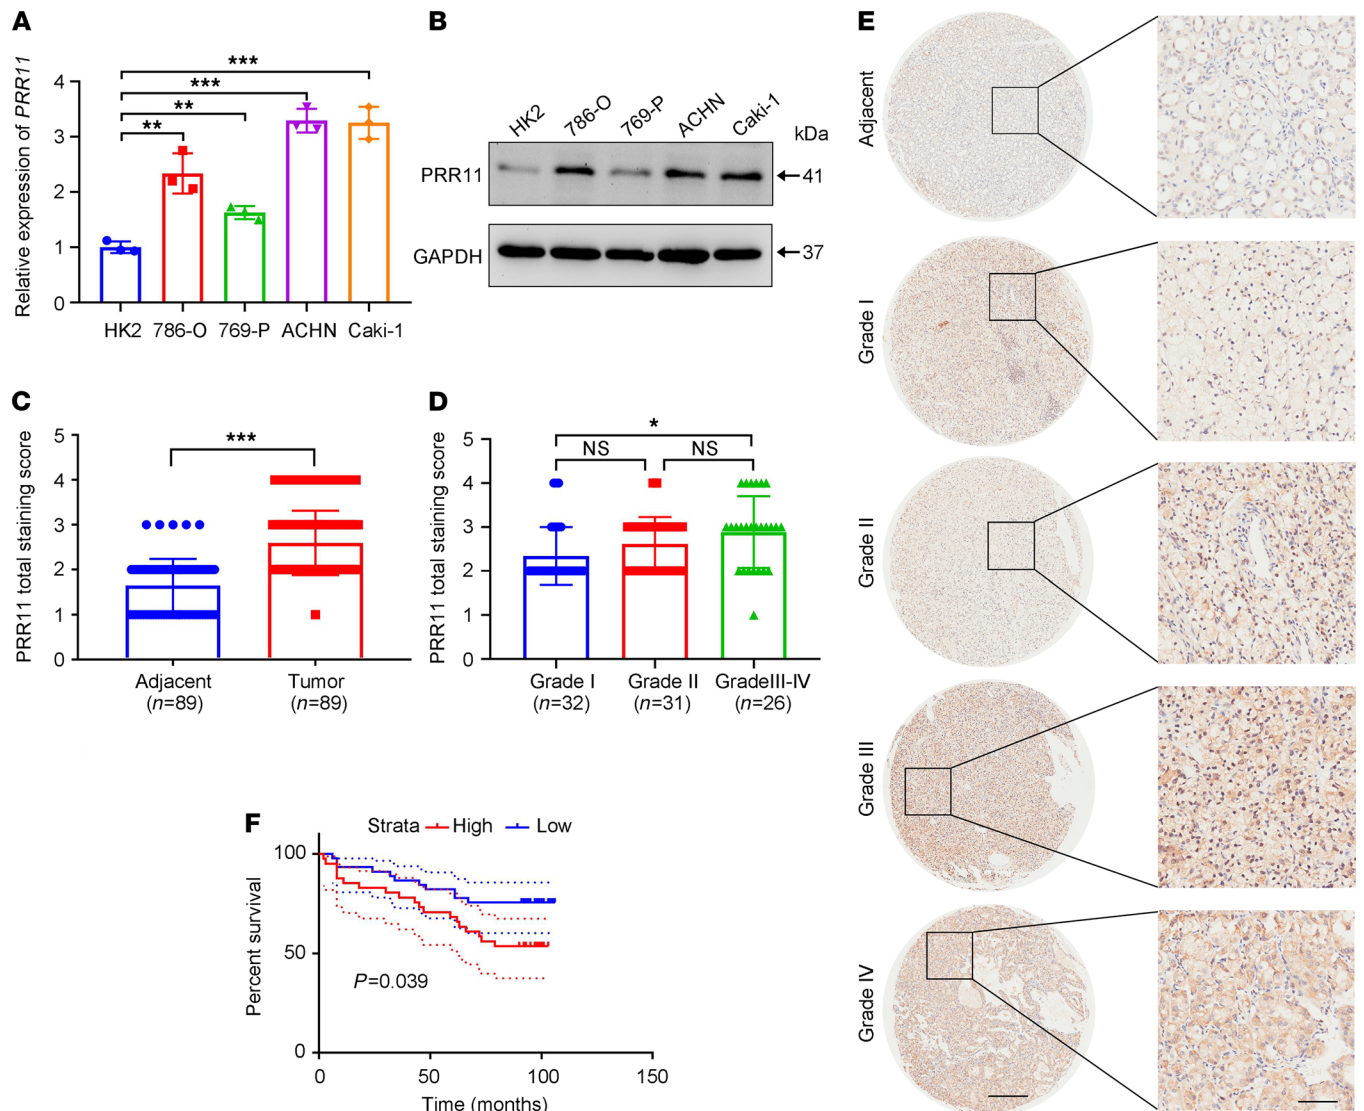 A
Relative expression of PRR11
4
3
2
1
0
***
***
**
**
HK2 786-O 769-P ACHN Caki-1
B
HK2 786-O 769-P ACHN Caki-1
kDa
PRR11
41
GAPDH
37
C
PRR11 total staining score
5
4
3
2
1
0
***
Adjacent Tumor
(n=89) (n=89)
D
PRR11 total staining score
5
4
3
2
1
0
*
NS NS
Grade I Grade II GradeIII-IV
(n=32) (n=31) (n=26)
E
Adjacent
Grade I
Grade II
Grade III
Grade IV
F
Strata High Low
Percent survival
100
50
0
P=0.039
0 50 100 150
Time (months)